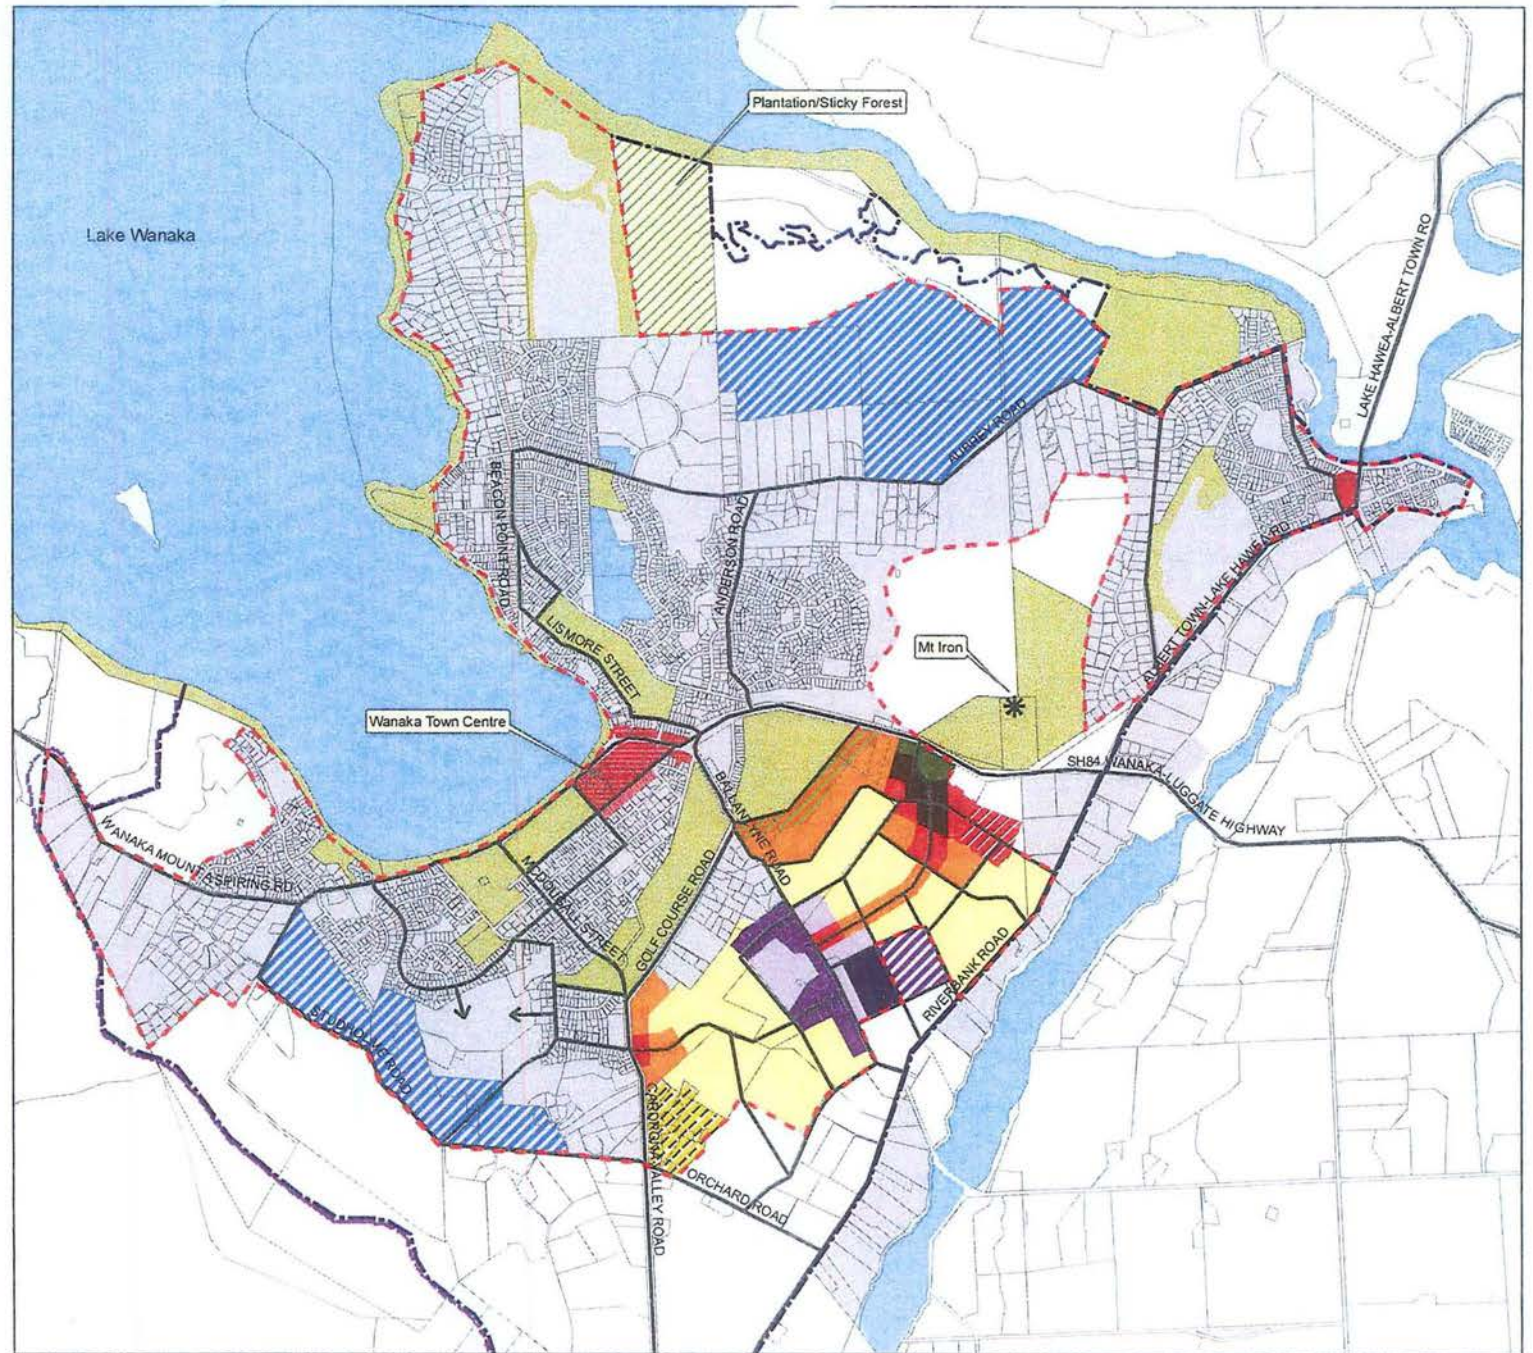 Plantation/Sticky Forest
Lake Wanaka
LAKE HAWEA-ALBERT TOWN RO
AUBREY ROAD
BEACON POINT ROAD
ANDERSON ROAD
ALBERT TOWN-LAKE HAWEA-RD
LISMORE STREET
Mt Iron
Wanaka Town Centre
SH84 WANAKA-LUGGATE HIGHWAY
BALLANTYNE ROAD
WANAKA MOUNT ASPIRING RD
MCDOUGALL STREET
GOLF COURSE ROAD
RIVERBANK ROAD
STUDHOLME ROAD
VALLEY ROAD
ORCHARD ROAD